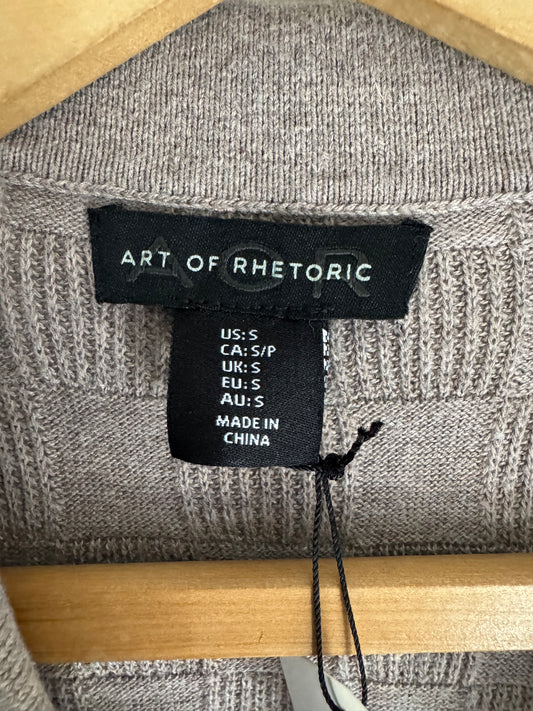 ART OF RHETORIC
AOR
US: S
CA: S/P
UK: S
EU: S
AU: S
MADE IN
CHINA